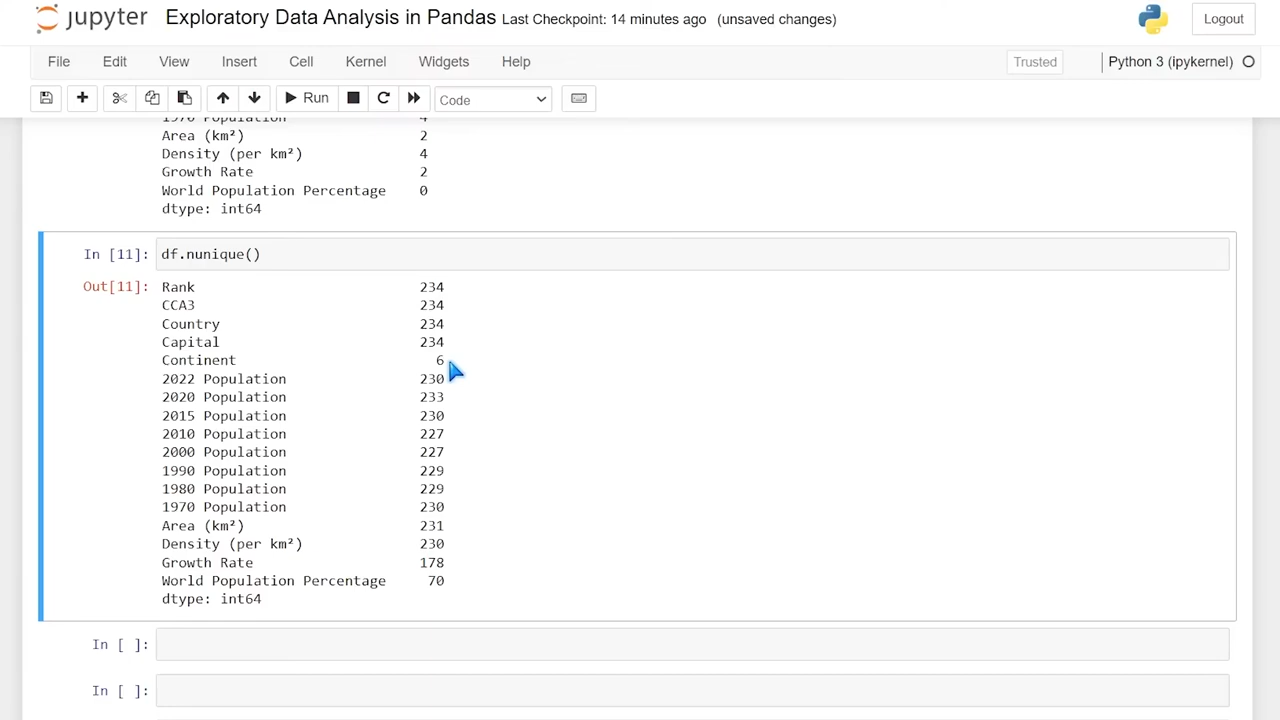 jupyter Exploratory Data Analysis in Pandas Last Checkpoint: 14 minutes ago (unsaved changes) Logout
File Edit View Insert Cell Kernel Widgets Help Trusted Python 3 (ipykernel)
Run Code
1970 Population 4
Area (km²) 2
Density (per km²) 4
Growth Rate 2
World Population Percentage 0
dtype: int64
In [11]: df.nunique()
Out[11]: Rank 234
CCA3 234
Country 234
Capital 234
Continent 6
2022 Population 230
2020 Population 233
2015 Population 230
2010 Population 227
2000 Population 227
1990 Population 229
1980 Population 229
1970 Population 230
Area (km²) 231
Density (per km²) 230
Growth Rate 178
World Population Percentage 70
dtype: int64
In [ ]:
In [ ]: